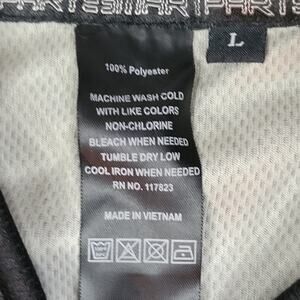 PARTSSMARTPARTS
L
100% Polyester
MACHINE WASH COLD
WITH LIKE COLORS
NON-CHLORINE
BLEACH WHEN NEEDED
TUMBLE DRY LOW
COOL IRON WHEN NEEDED
RN NO. 117823
MADE IN VIETNAM